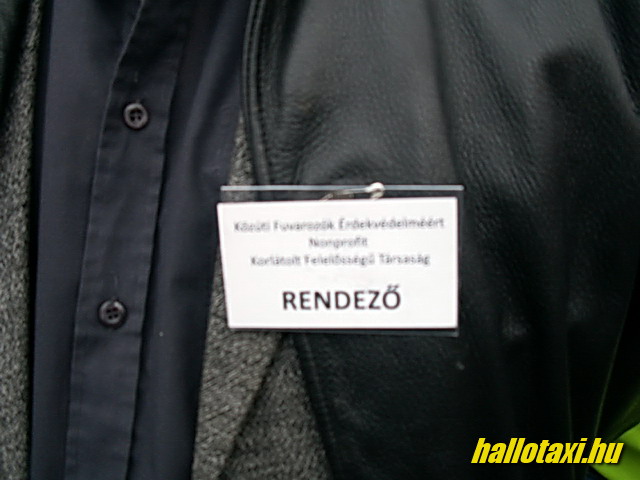 Közúti Fuvarozók Érdekvédelméért
Nonprofit
Korlátolt Felelősségű Társaság
RENDEZŐ
hallotaxi.hu